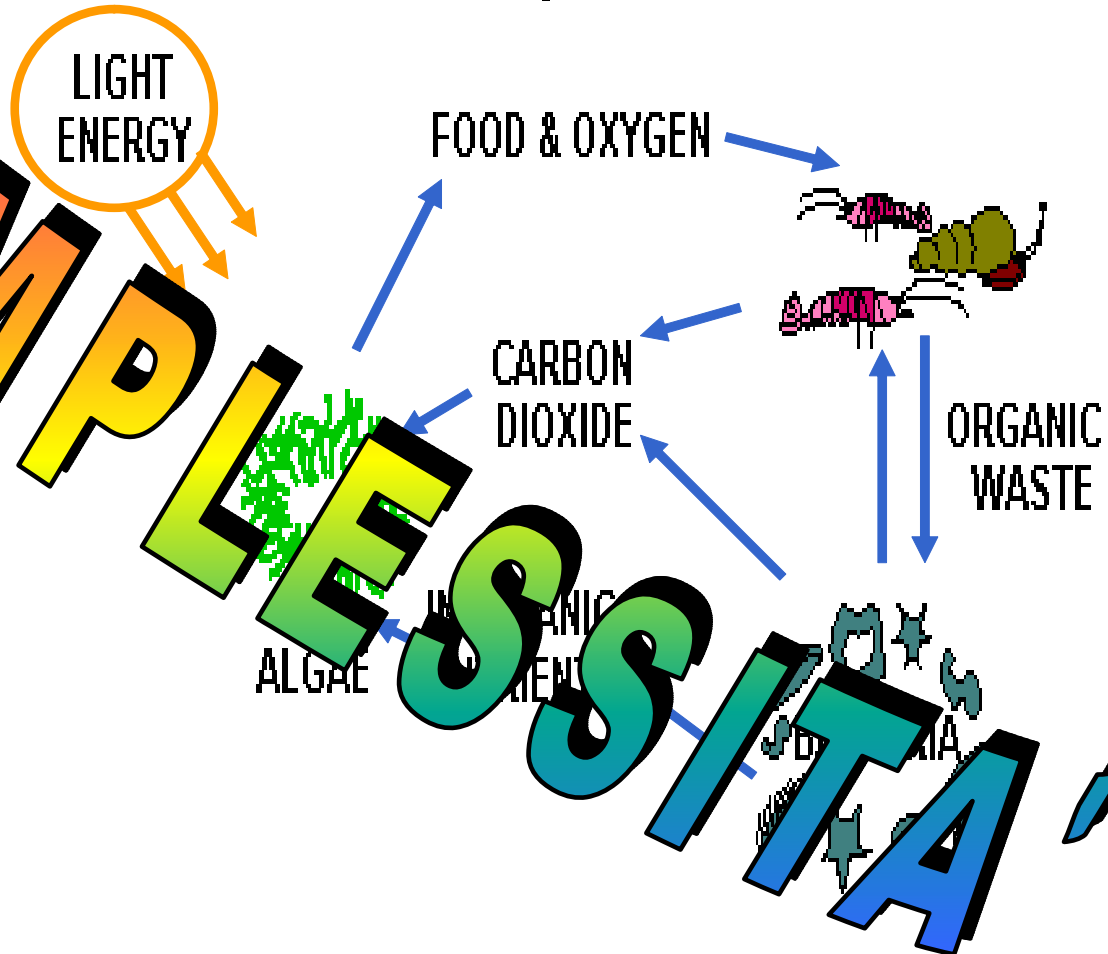 LIGHT
ENERGY
FOOD & OXYGEN
CARBON
DIOXIDE
ORGANIC
WASTE
ALGAE
MPLESSITA'